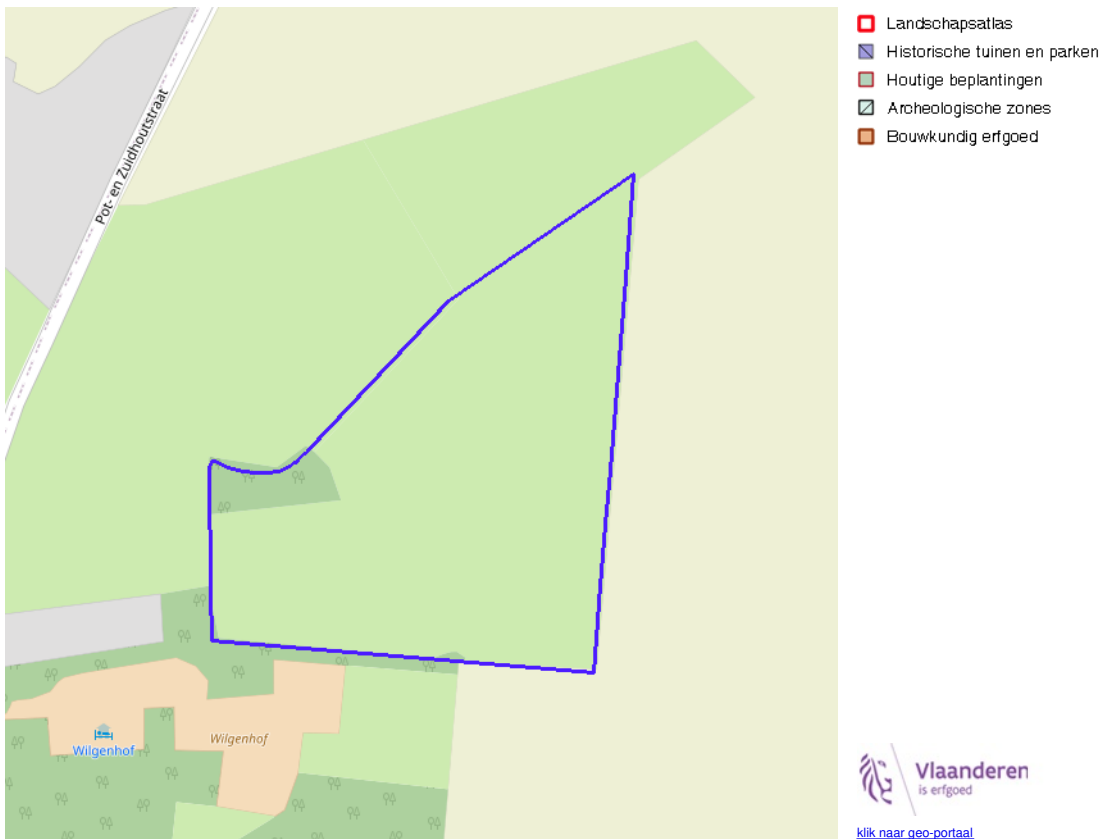 Pot- en Zuidhoutstraat
Wilgenhof
Wilgenhof
Landschapsatlas
Historische tuinen en parken
Houtige beplantingen
Archeologische zones
Bouwkundig erfgoed
Vlaanderen
is erfgoed
klik naar geo-portaal